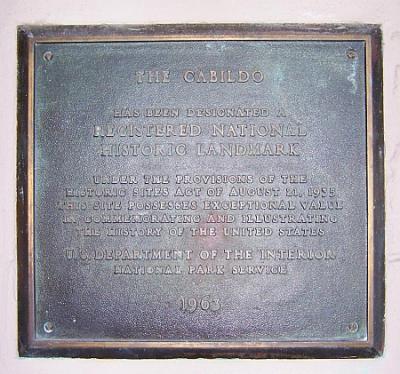 THE CABILDO
HAS BEEN DESIGNATED A
REGISTERED NATIONAL
HISTORIC LANDMARK
UNDER THE PROVISIONS OF THE
HISTORIC SITES ACT OF AUGUST 21, 1935
THIS SITE POSSESSES EXCEPTIONAL VALUE
IN COMMEMORATING AND ILLUSTRATING
THE HISTORY OF THE UNITED STATES
U.S. DEPARTMENT OF THE INTERIOR
NATIONAL PARK SERVICE
1963